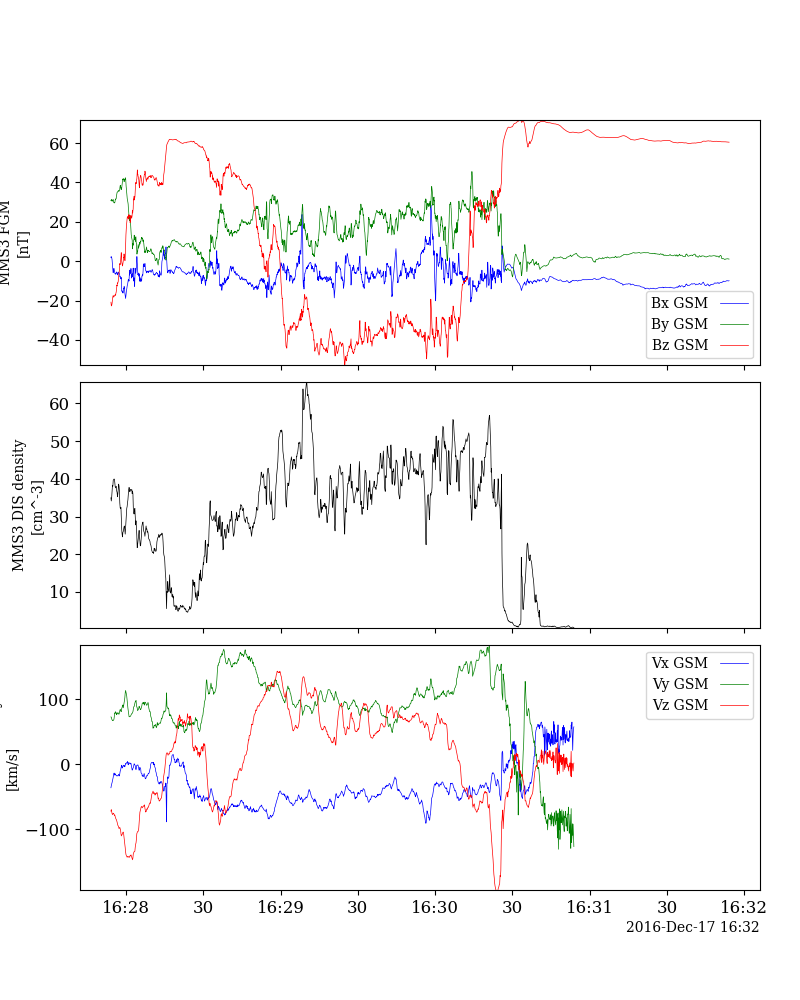 60
40
20
0
−20
−40
MMS3 FGM
[nT]
Bx GSM
By GSM
Bz GSM
60
50
40
30
20
10
MMS3 DIS density
[cm^-3]
100
0
−100
[km/s]
Vx GSM
Vy GSM
Vz GSM
16:28
30
16:29
30
16:30
30
16:31
30
16:32
2016-Dec-17 16:32